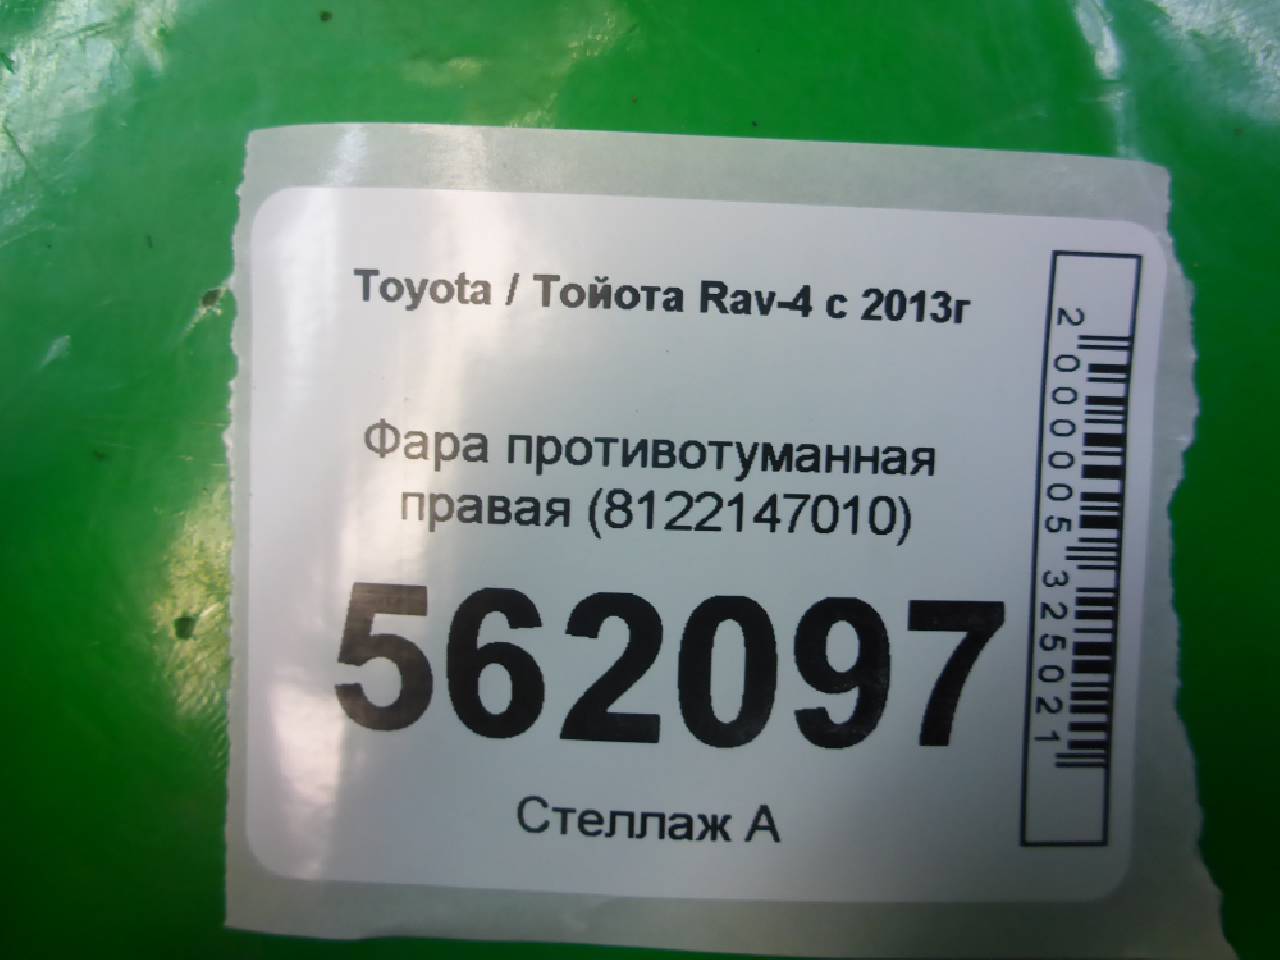 Toyota / Тойота Rav-4 с 2013г
Фара противотуманная
правая (8122147010)
562097
Стеллаж А
2000005325021